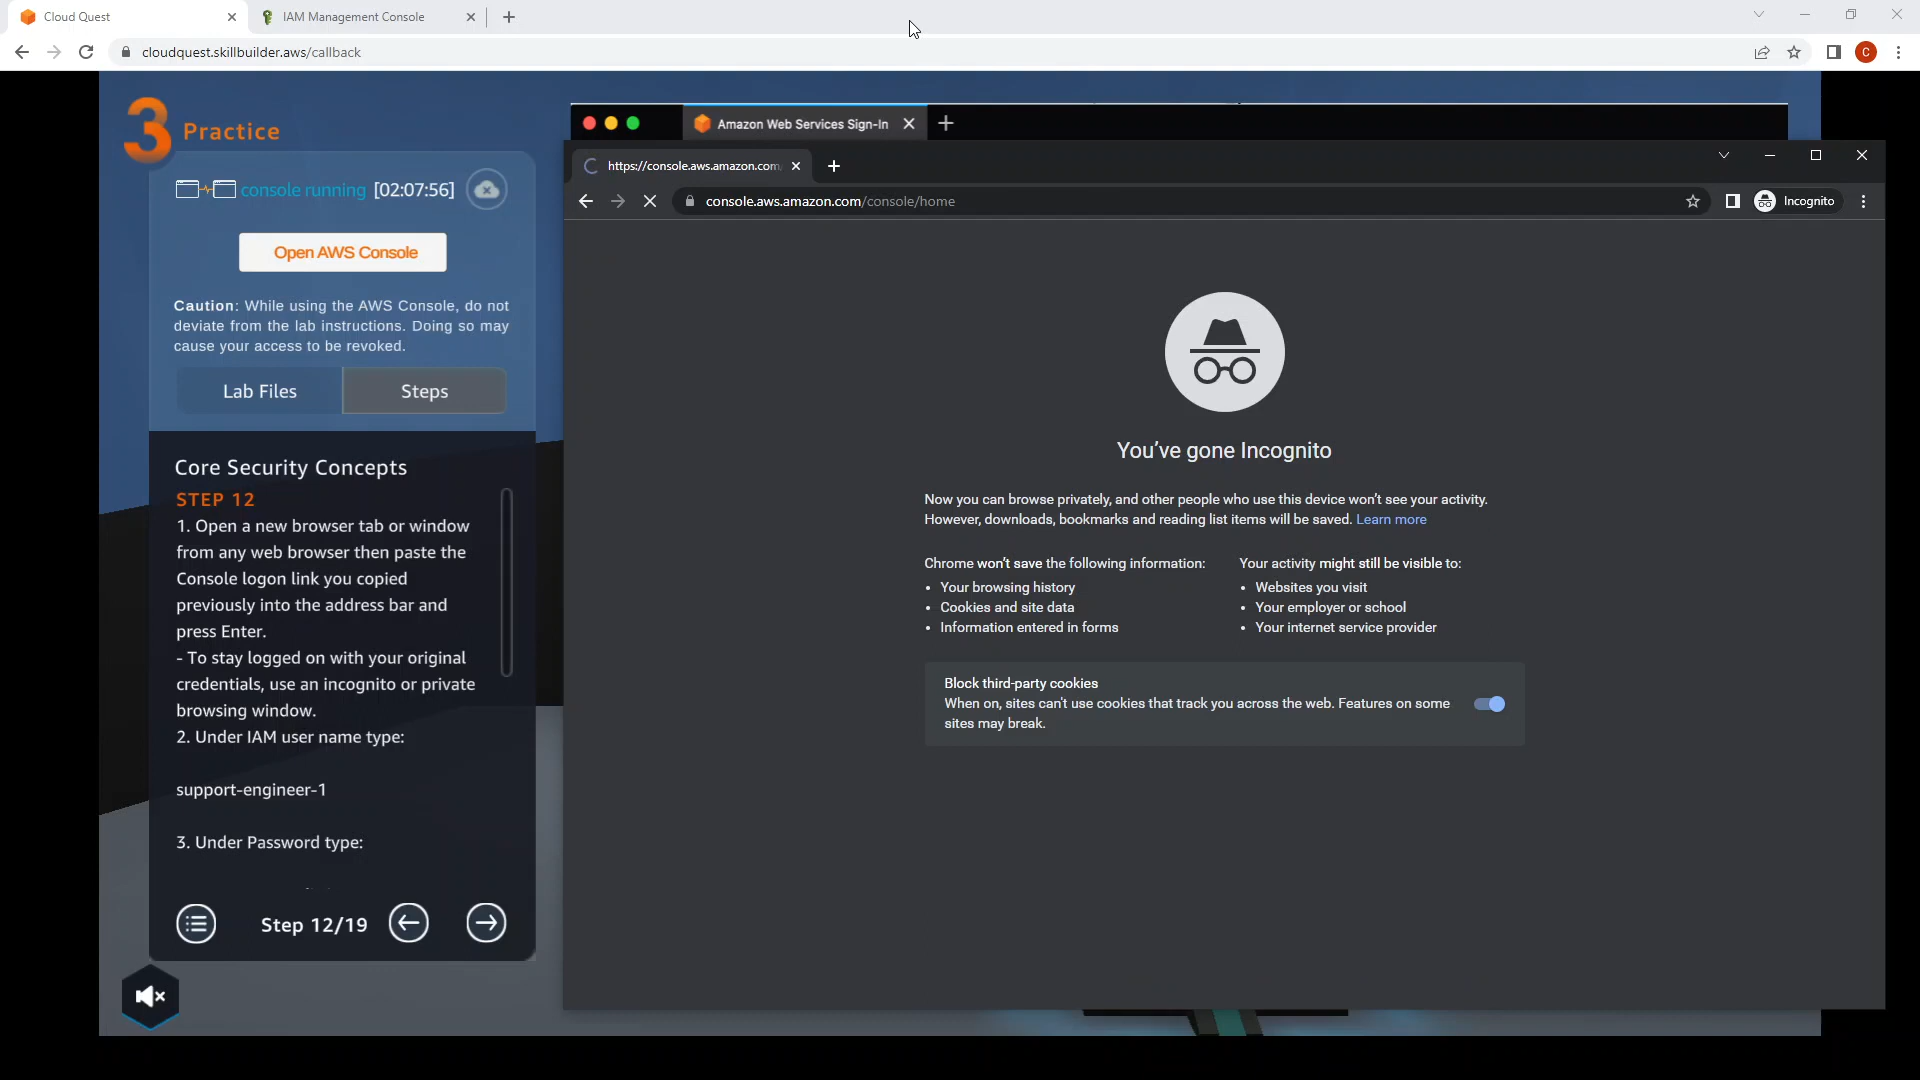 Cloud Quest
IAM Management Console
cloudquest.skillbuilder.aws/callback
C
3 Practice
console running [02:07:56]
Open AWS Console
Caution: While using the AWS Console, do not
deviate from the lab instructions. Doing so may
cause your access to be revoked.
Lab Files
Steps
Core Security Concepts
STEP 12
1. Open a new browser tab or window
from any web browser then paste the
Console logon link you copied
previously into the address bar and
press Enter.
- To stay logged on with your original
credentials, use an incognito or private
browsing window.
2. Under IAM user name type:
support-engineer-1
3. Under Password type:
Step 12/19
Amazon Web Services Sign-In
https://console.aws.amazon.com
console.aws.amazon.com/console/home
Incognito
You've gone Incognito
Now you can browse privately, and other people who use this device won't see your activity.
However, downloads, bookmarks and reading list items will be saved. Learn more
Chrome won't save the following information:
• Your browsing history
• Cookies and site data
• Information entered in forms
Your activity might still be visible to:
• Websites you visit
• Your employer or school
• Your internet service provider
Block third-party cookies
When on, sites can't use cookies that track you across the web. Features on some
sites may break.